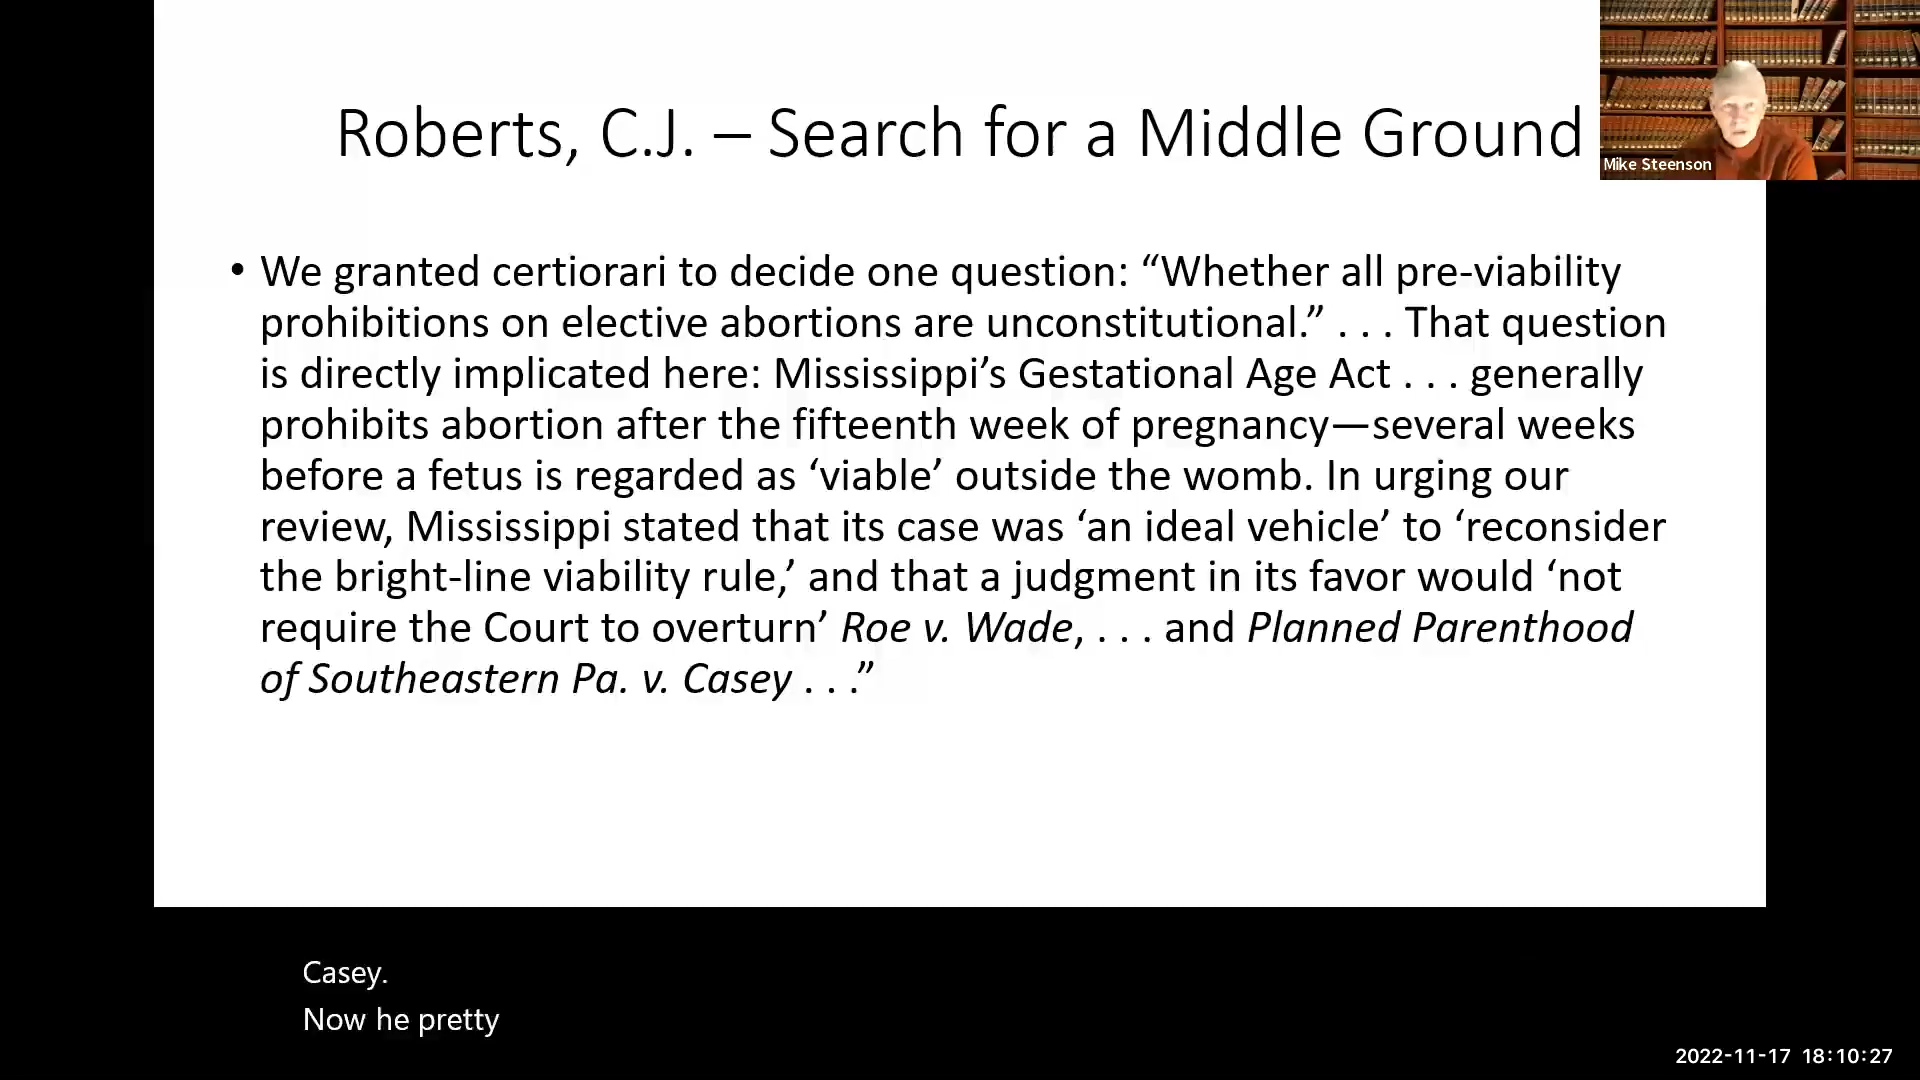 Roberts, C.J. – Search for a Middle Ground
Mike Steenson
• We granted certiorari to decide one question: “Whether all pre-viability
prohibitions on elective abortions are unconstitutional.” . . . That question
is directly implicated here: Mississippi’s Gestational Age Act . . . generally
prohibits abortion after the fifteenth week of pregnancy—several weeks
before a fetus is regarded as ‘viable’ outside the womb. In urging our
review, Mississippi stated that its case was ‘an ideal vehicle’ to ‘reconsider
the bright-line viability rule,’ and that a judgment in its favor would ‘not
require the Court to overturn’ Roe v. Wade, . . . and Planned Parenthood
of Southeastern Pa. v. Casey . . .”
Casey.
Now he pretty
2022-11-17 18:10:27